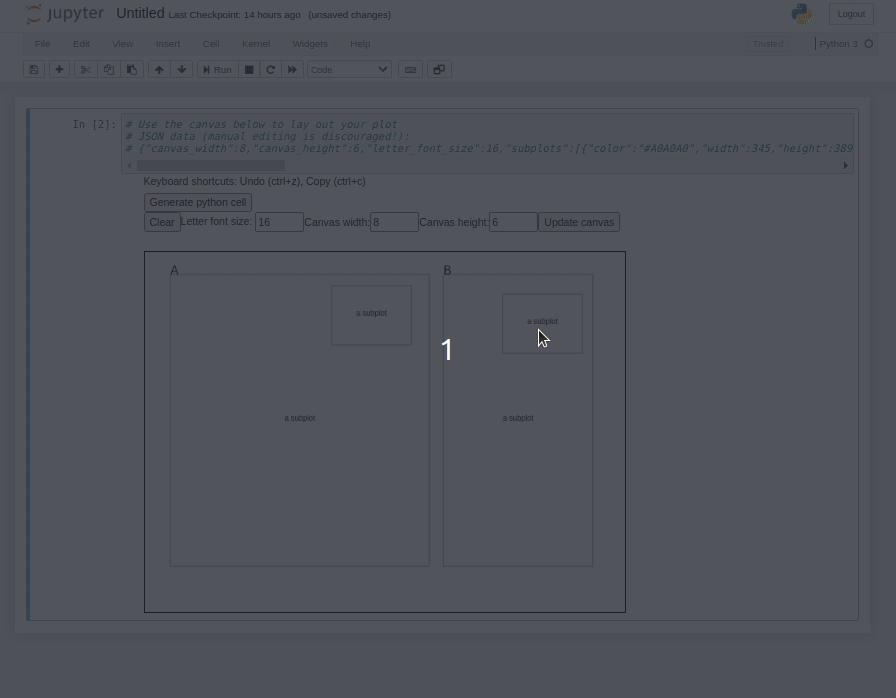 jupyter Untitled Last Checkpoint: 14 hours ago (unsaved changes) Logout
File Edit View Insert Cell Kernel Widgets Help Trusted Python 3
Run Code
In [2]: # Use the canvas below to lay out your plot
# JSON data (manual editing is discouraged!):
# {"canvas_width":8,"canvas_height":6,"letter_font_size":16,"subplots":[{"color":"#A0A0A0","width":345,"height":389
Keyboard shortcuts: Undo (ctrl+z), Copy (ctrl+c)
Generate python cell
Clear Letter font size: 16 Canvas width: 8 Canvas height: 6 Update canvas
A B
a subplot
a subplot
1
a subplot
a subplot